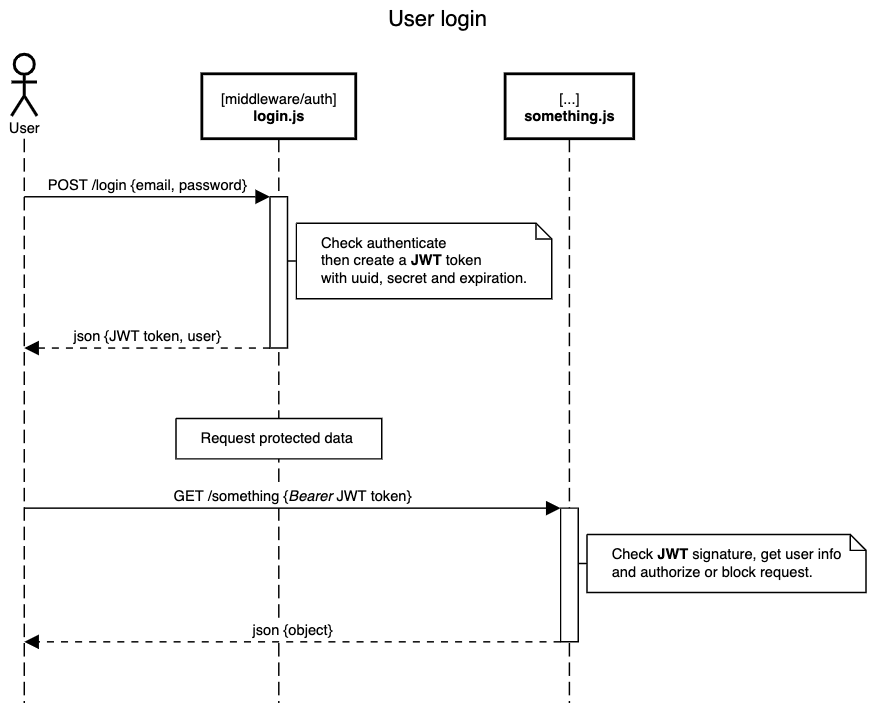 User login
User
[middleware/auth]
login.js
[...]
something.js
POST /login {email, password}
Check authenticate
then create a JWT token
with uuid, secret and expiration.
json {JWT token, user}
Request protected data
GET /something {Bearer JWT token}
Check JWT signature, get user info
and authorize or block request.
json {object}